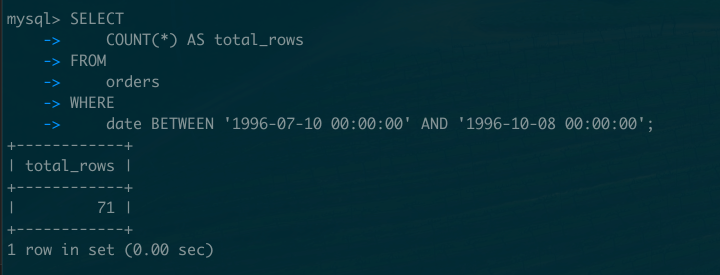 mysql> SELECT
    ->     COUNT(*) AS total_rows
    -> FROM
    ->     orders
    -> WHERE
    ->     date BETWEEN '1996-07-10 00:00:00' AND '1996-10-08 00:00:00';
+------------+
| total_rows |
+------------+
|         71 |
+------------+
1 row in set (0.00 sec)